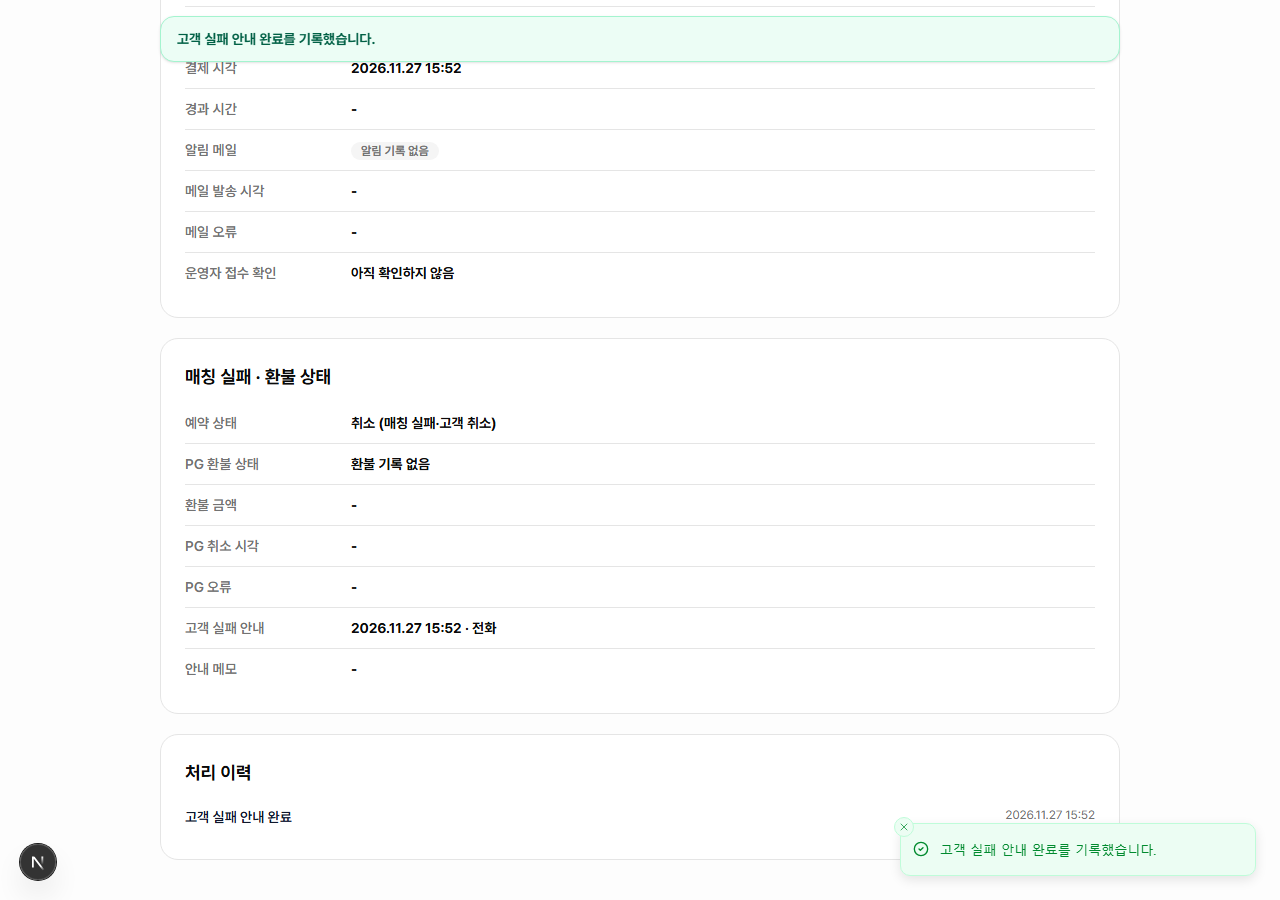 고객 실패 안내 완료를 기록했습니다.
결제 시각 2026.11.27 15:52
경과 시간 -
알림 메일 알림 기록 없음
메일 발송 시각 -
메일 오류 -
운영자 접수 확인 아직 확인하지 않음
매칭 실패 · 환불 상태
예약 상태 취소 (매칭 실패·고객 취소)
PG 환불 상태 환불 기록 없음
환불 금액 -
PG 취소 시각 -
PG 오류 -
고객 실패 안내 2026.11.27 15:52 · 전화
안내 메모 -
처리 이력
고객 실패 안내 완료 2026.11.27 15:52
고객 실패 안내 완료를 기록했습니다.
N